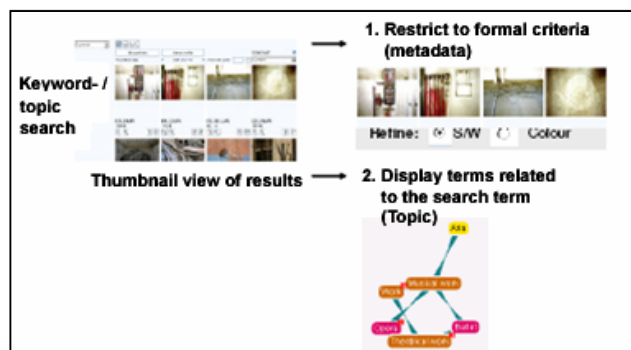 1. Restrict to formal criteria
(metadata)
Keyword- /
topic
search
Refine: S/W Colour
Thumbnail view of results
2. Display terms related
to the search term
(Topic)
Aria
Musical work
Work
Opera
Ballet
Theatrical work